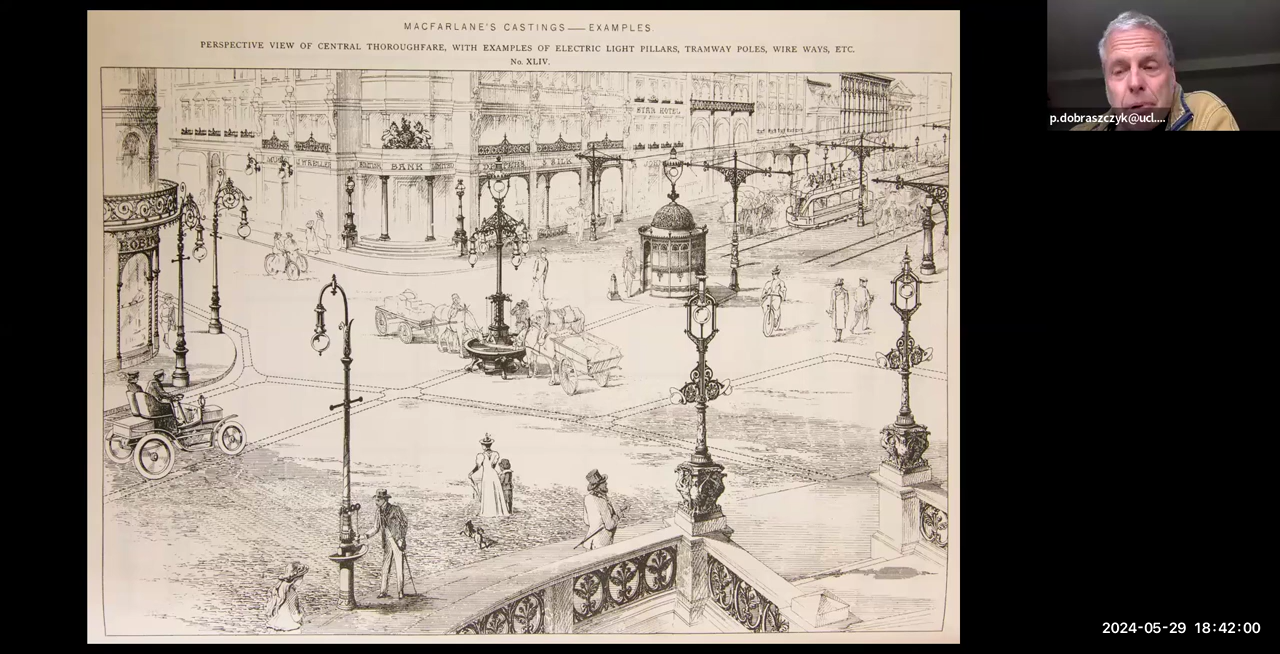 MACFARLANE'S CASTINGS — EXAMPLES
PERSPECTIVE VIEW OF CENTRAL THOROUGHFARE, WITH EXAMPLES OF ELECTRIC LIGHT PILLARS, TRAMWAY POLES, WIRE WAYS, ETC.
No. XLIV.
p.dobraszczyk@ucl....
STAR HOTEL
BANK
SILK
2024-05-29 18:42:00